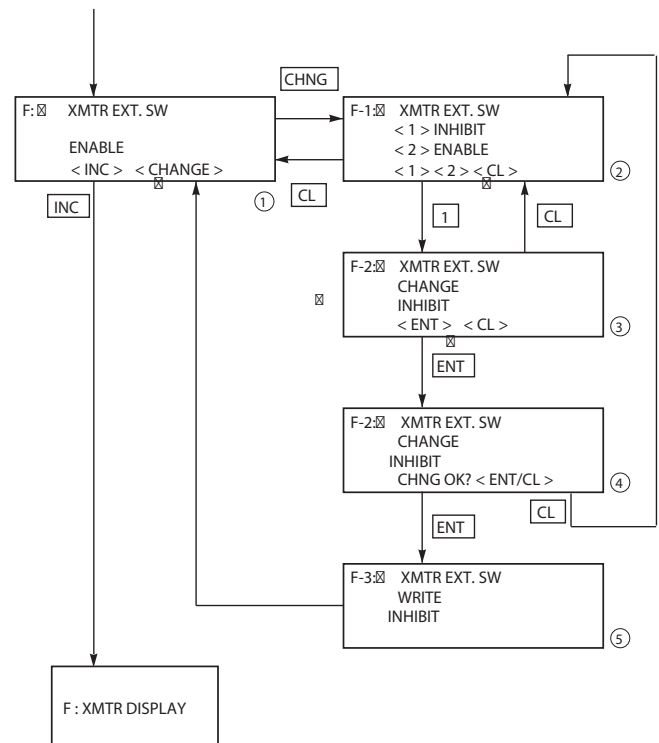 CHNG
F: XMTR EXT. SW
ENABLE
< INC > < CHANGE >
1
INC
CL
F-1: XMTR EXT. SW
< 1 > INHIBIT
< 2 > ENABLE
< 1 > < 2 > < CL >
2
1
CL
F-2: XMTR EXT. SW
CHANGE
INHIBIT
< ENT > < CL >
3
ENT
F-2: XMTR EXT. SW
CHANGE
INHIBIT
CHNG OK? < ENT/CL >
4
CL
ENT
F-3: XMTR EXT. SW
WRITE
INHIBIT
5
F : XMTR DISPLAY